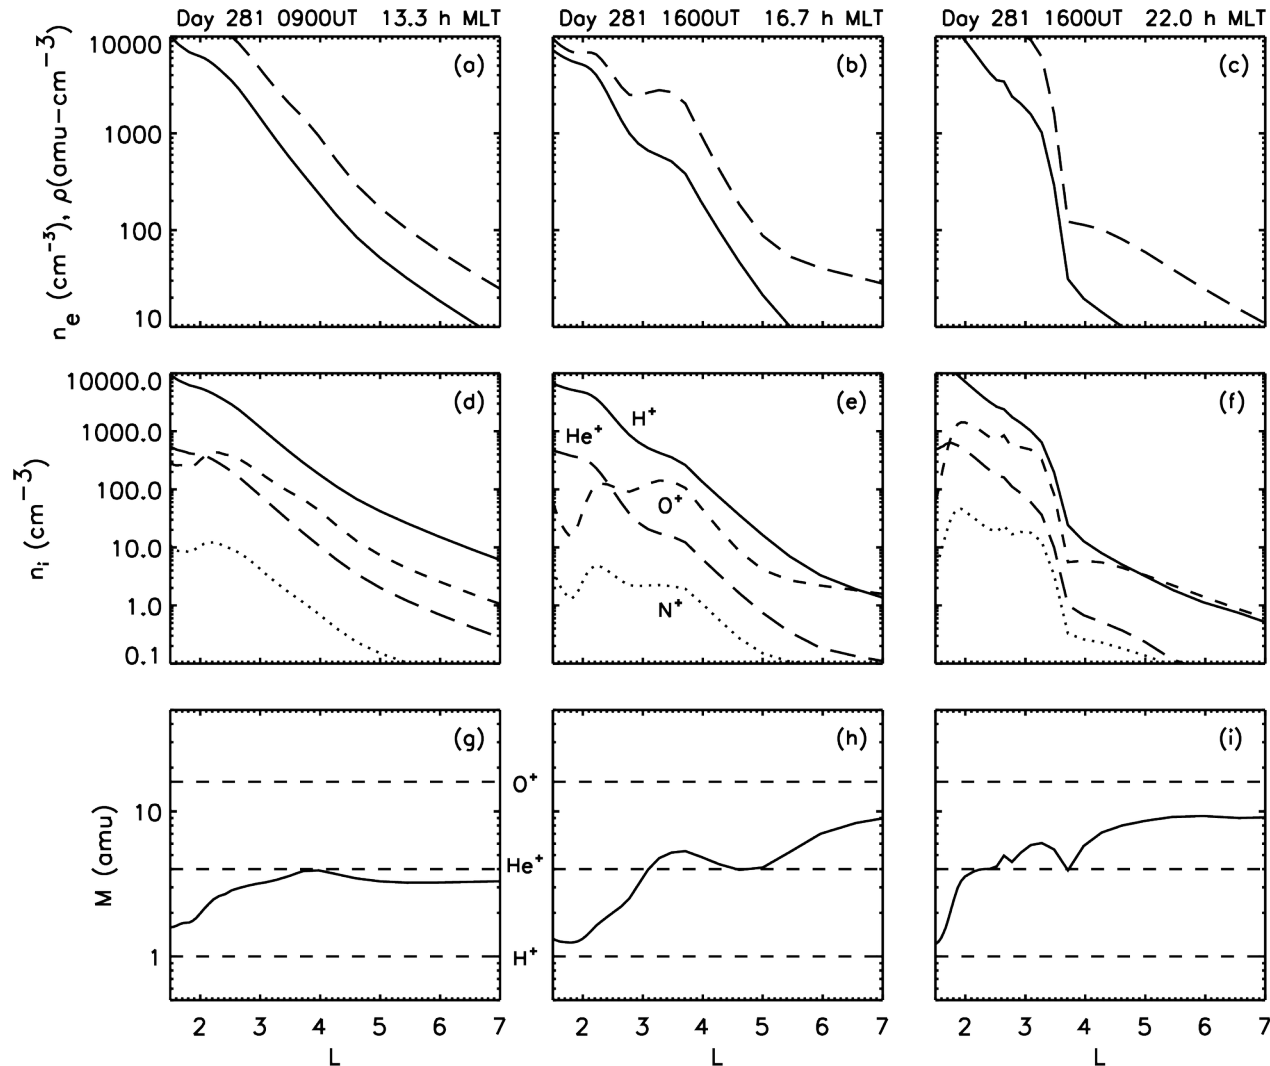 Day 281 0900UT 13.3 h MLT
Day 281 1600UT 16.7 h MLT
Day 281 1600UT 22.0 h MLT
nₑ (cm⁻³), ρ(amu−cm⁻³)
10000
1000
100
10
(a)
(b)
(c)
nᵢ (cm⁻³)
10000.0
1000.0
100.0
10.0
1.0
0.1
(d)
(e)
H⁺
He⁺
O⁺
N⁺
(f)
M (amu)
10
1
(g)
O⁺
He⁺
H⁺
(h)
(i)
2 3 4 5 6 7
2 3 4 5 6 7
2 3 4 5 6 7
L
L
L